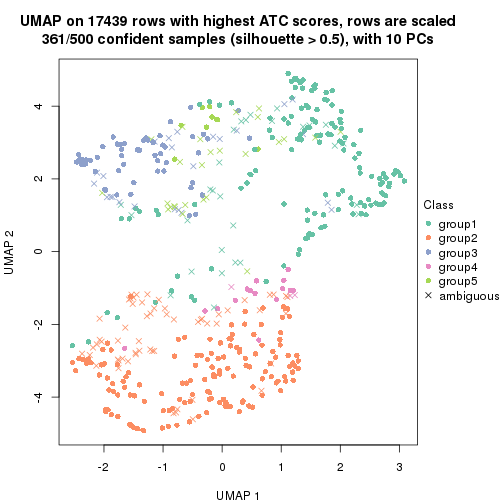 UMAP on 17439 rows with highest ATC scores, rows are scaled
361/500 confident samples (silhouette > 0.5), with 10 PCs
4
2
0
-2
-4
UMAP 2
-2
-1
0
1
2
3
UMAP 1
Class
group1
group2
group3
group4
group5
ambiguous